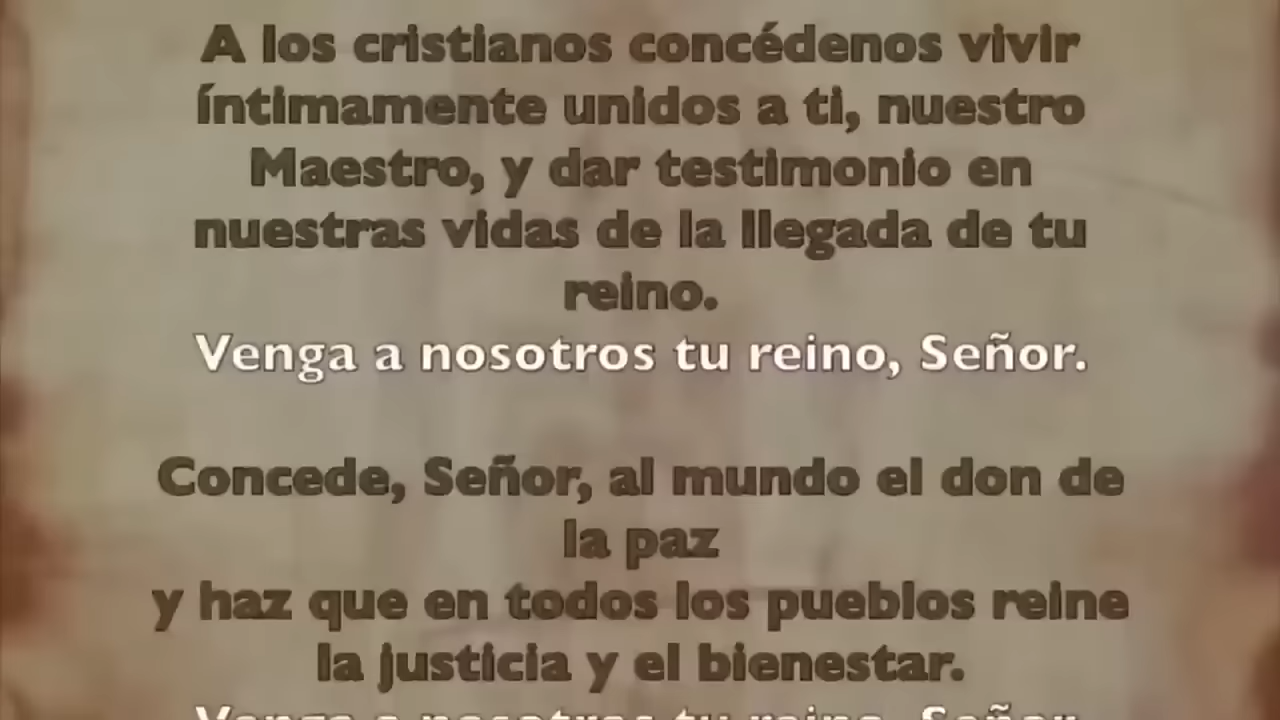 A los cristianos concédenos vivir
íntimamente unidos a ti, nuestro
Maestro, y dar testimonio en
nuestras vidas de la llegada de tu
reino.
Venga a nosotros tu reino, Señor.
Concede, Señor, al mundo el don de
la paz
y haz que en todos los pueblos reine
la justicia y el bienestar.
Venga a nosotros tu reino, Señor.